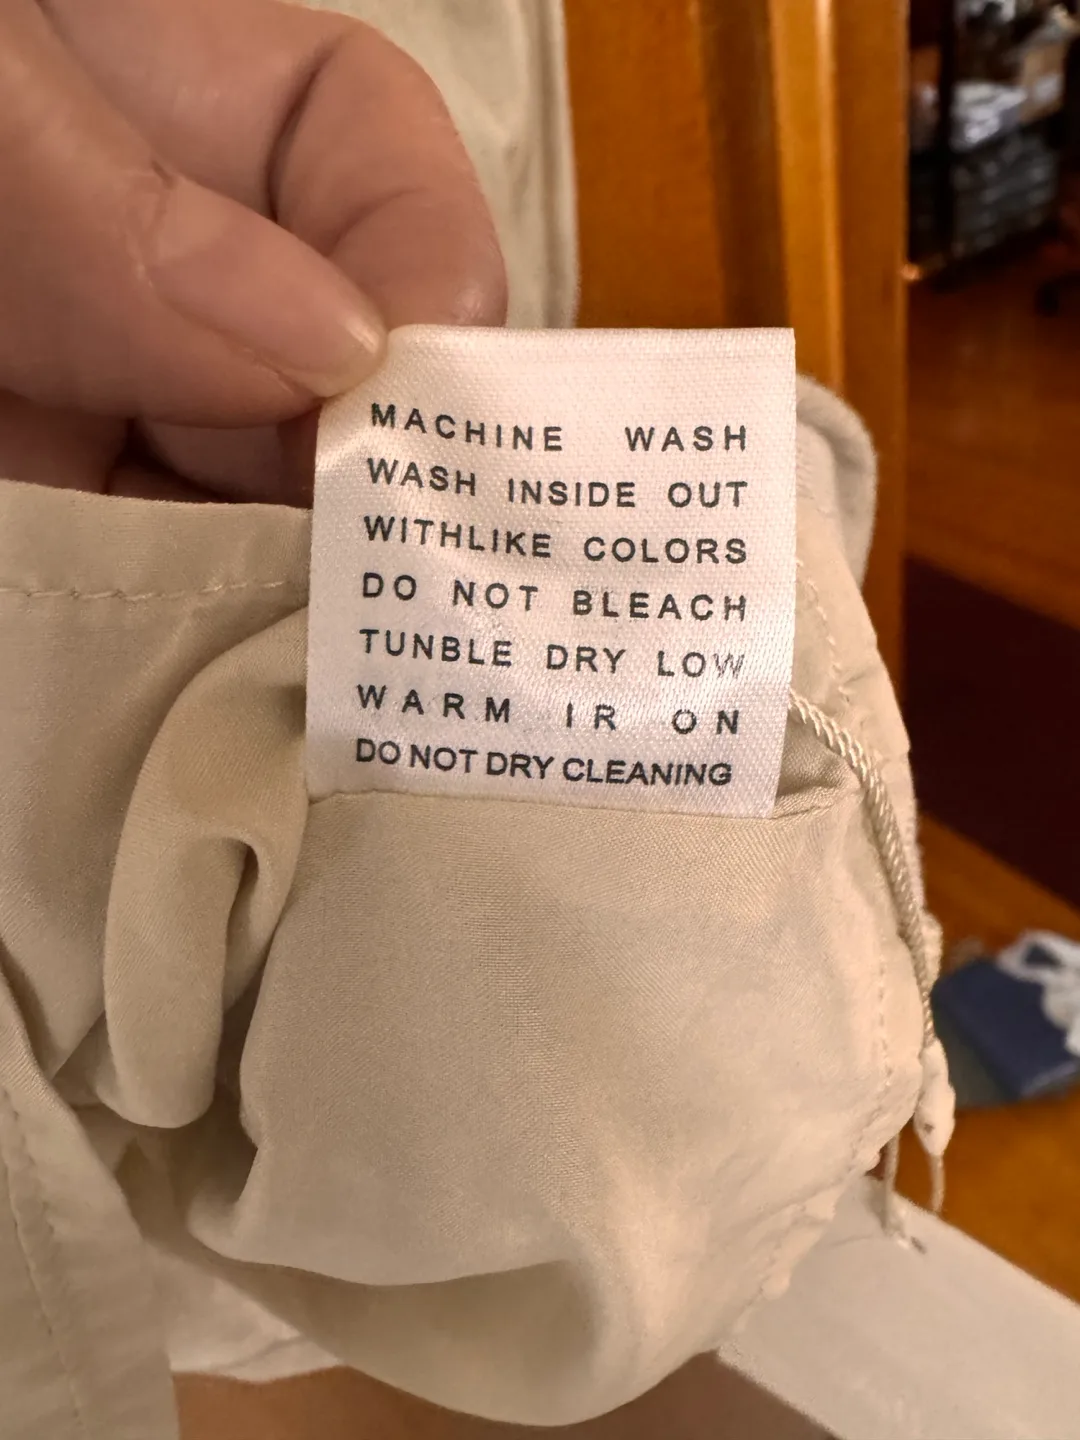 MACHINE WASH
WASH INSIDE OUT
WITHLIKE COLORS
DO NOT BLEACH
TUNBLE DRY LOW
WARM IR ON
DO NOT DRY CLEANING